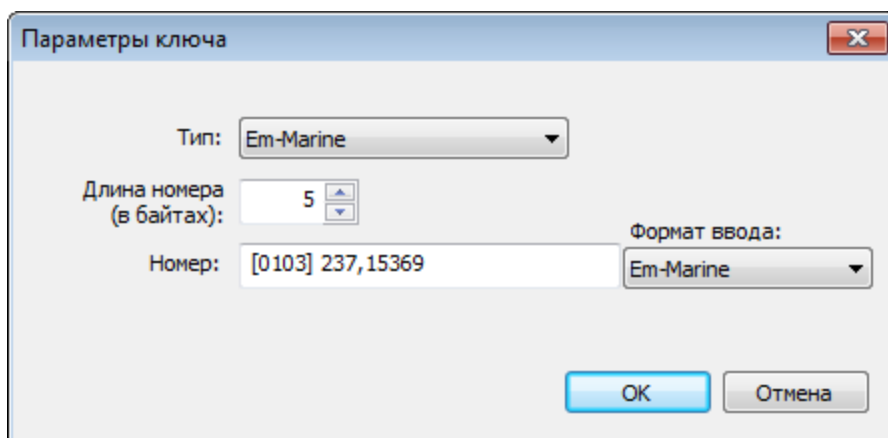 Параметры ключа
Тип: Em-Marine
Длина номера
(в байтах): 5
Формат ввода:
Номер: [0103] 237,15369 Em-Marine
OK Отмена